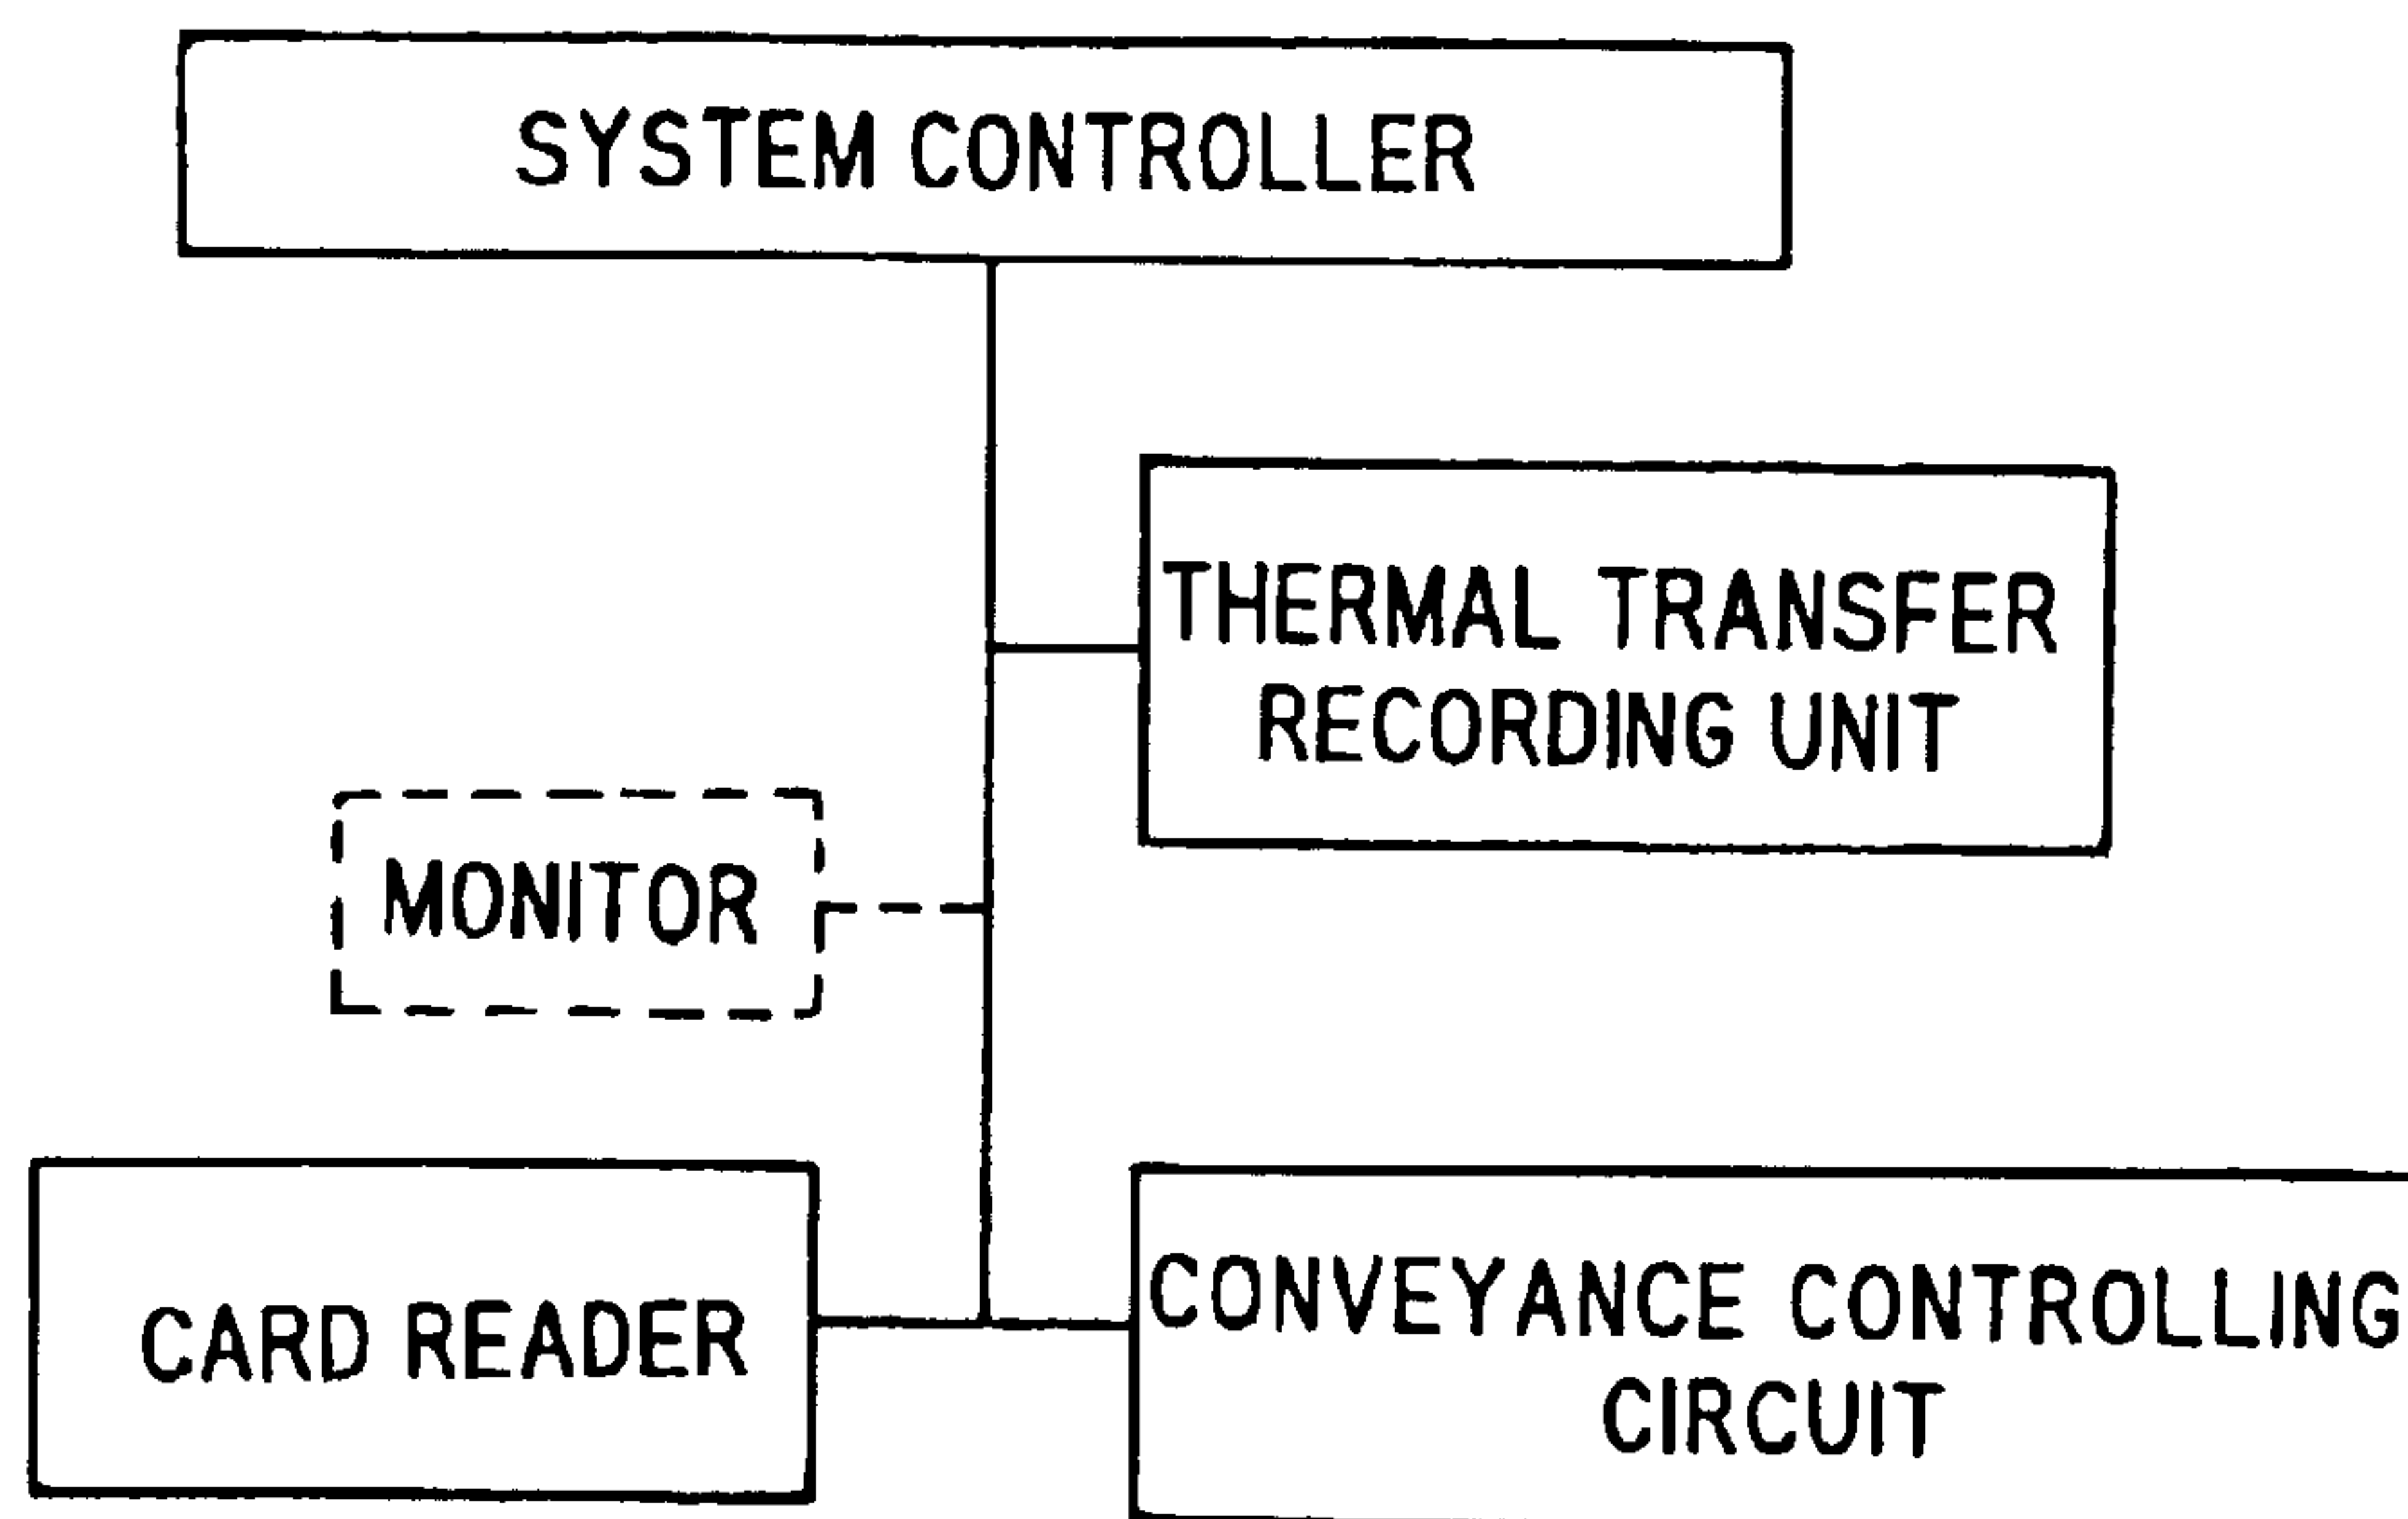 SYSTEM CONTROLLER
THERMAL TRANSFER
RECORDING UNIT
MONITOR
CARD READER
CONVEYANCE CONTROLLING
CIRCUIT